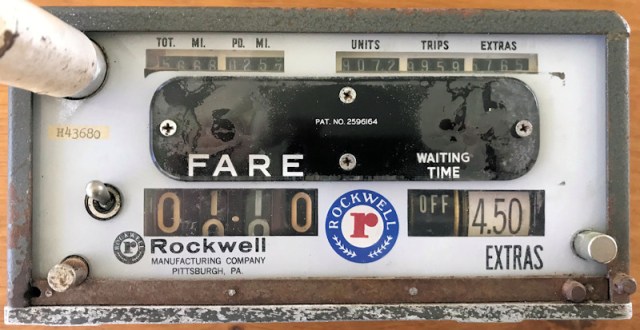 TOT. MI. PD. MI.
UNITS TRIPS EXTRAS
PAT. NO. 2596164
H43680
FARE
WAITING
TIME
OFF
4.50
ROCKWELL
r
Rockwell
MANUFACTURING COMPANY
PITTSBURGH, PA.
EXTRAS